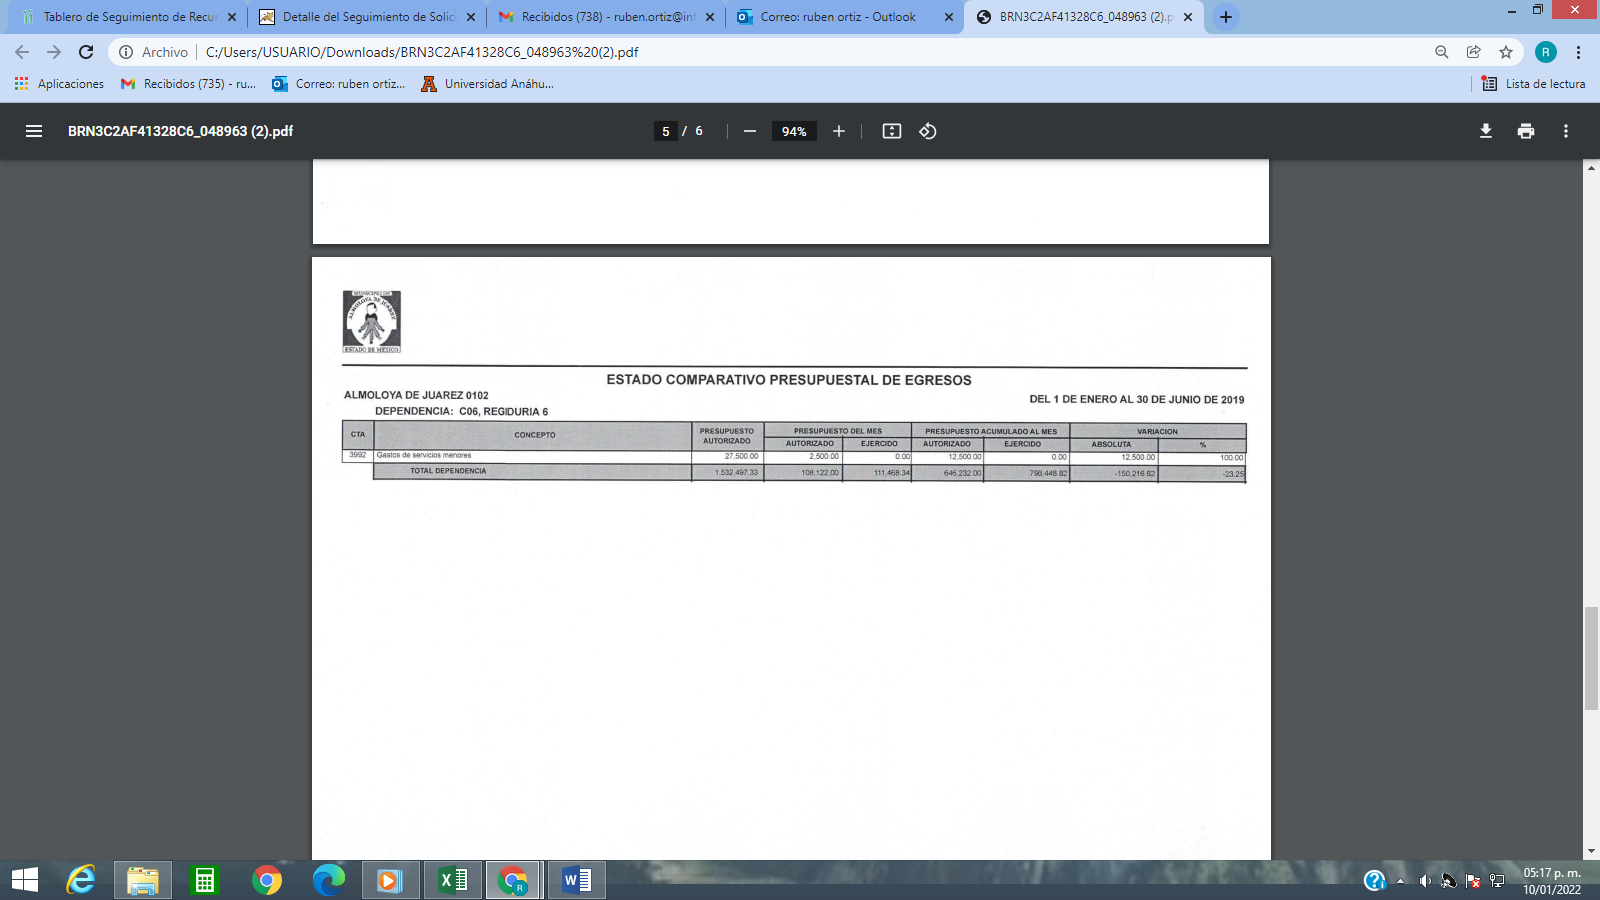 Tablero de Seguimiento de Recur
Detalle del Seguimiento de Solici
Recibidos (738) - ruben.ortiz@inf
Correo: ruben ortiz - Outlook
BRN3C2AF41328C6_048963 (2).p
Archivo
C:/Users/USUARIO/Downloads/BRN3C2AF41328C6_048963%20(2).pdf
R
Aplicaciones
Recibidos (735) - ru...
Correo: ruben ortiz...
Universidad Anáhu...
Lista de lectura
BRN3C2AF41328C6_048963 (2).pdf
5 / 6
94%
ALMOLOYA DE JUAREZ
ESTADO DE MEXICO
ESTADO COMPARATIVO PRESUPUESTAL DE EGRESOS
ALMOLOYA DE JUAREZ 0102
DEL 1 DE ENERO AL 30 DE JUNIO DE 2019
DEPENDENCIA: C06, REGIDURIA 6
CTA CONCEPTO PRESUPUESTO AUTORIZADO PRESUPUESTO DEL MES PRESUPUESTO ACUMULADO AL MES VARIACION
AUTORIZADO EJERCIDO AUTORIZADO EJERCIDO ABSOLUTA %
3992 Gastos de servicios menores 27,500.00 2,500.00 0.00 12,500.00 0.00 12,500.00 100.00
TOTAL DEPENDENCIA 1,532,497.33 108,122.00 111,468.34 646,232.00 796,448.82 -150,216.82 -23.25
05:17 p. m.
10/01/2022